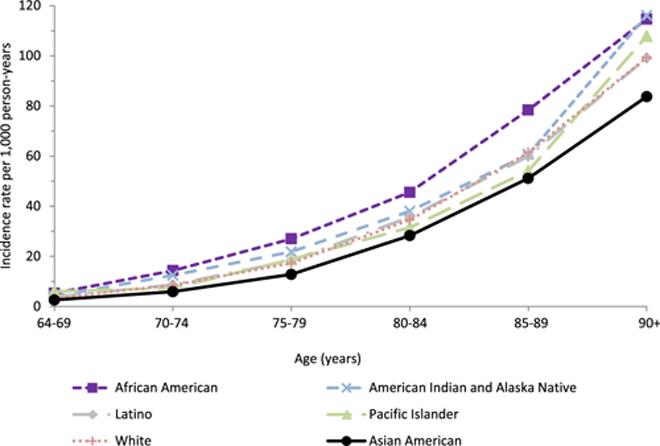 120
100
80
60
40
20
0
Incidence rate per 1,000 person-years
64-69 70-74 75-79 80-84 85-89 90+
Age (years)
African American American Indian and Alaska Native
Latino Pacific Islander
White Asian American